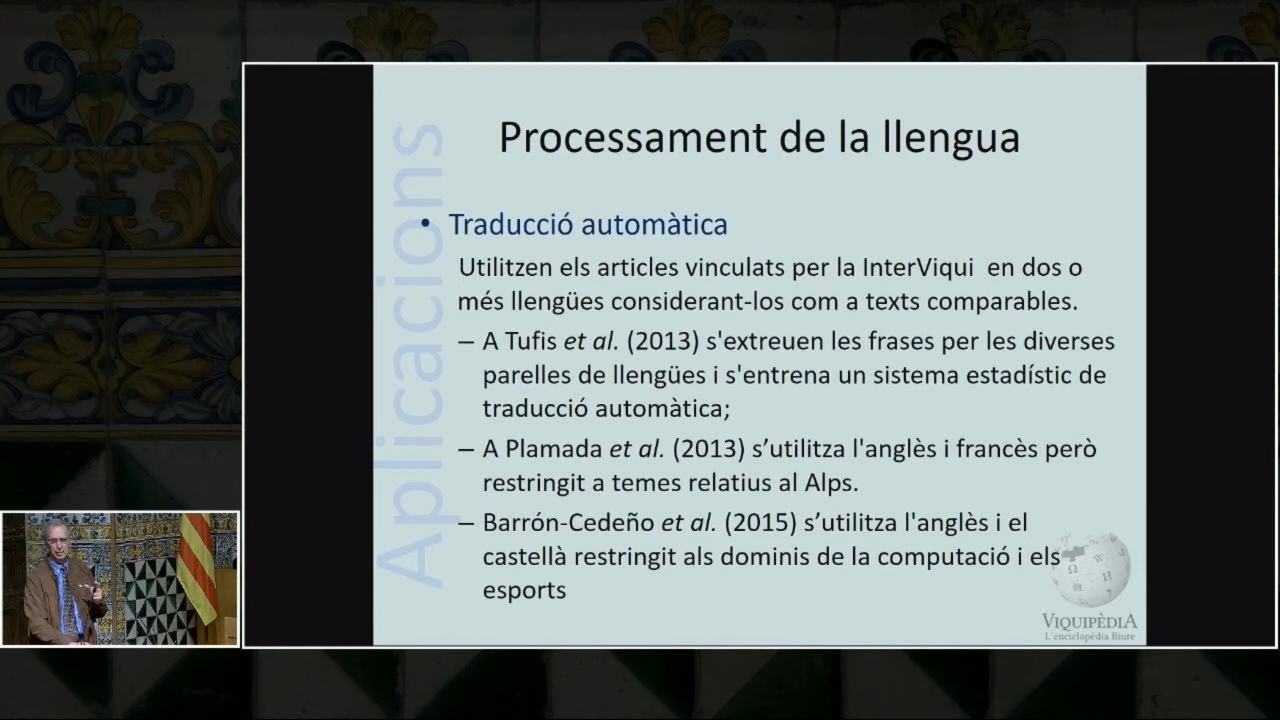 Aplicacions
Processament de la llengua
• Traducció automàtica
Utilitzen els articles vinculats per la InterViqui en dos o
més llengües considerant-los com a texts comparables.
– A Tufis et al. (2013) s'extreuen les frases per les diverses
parelles de llengües i s'entrena un sistema estadístic de
traducció automàtica;
– A Plamada et al. (2013) s’utilitza l'anglès i francès però
restringit a temes relatius al Alps.
– Barrón-Cedeño et al. (2015) s’utilitza l'anglès i el
castellà restringit als dominis de la computació i els
esports
Ω W И
VIQUIPÈDIA
L'enciclopèdia lliure